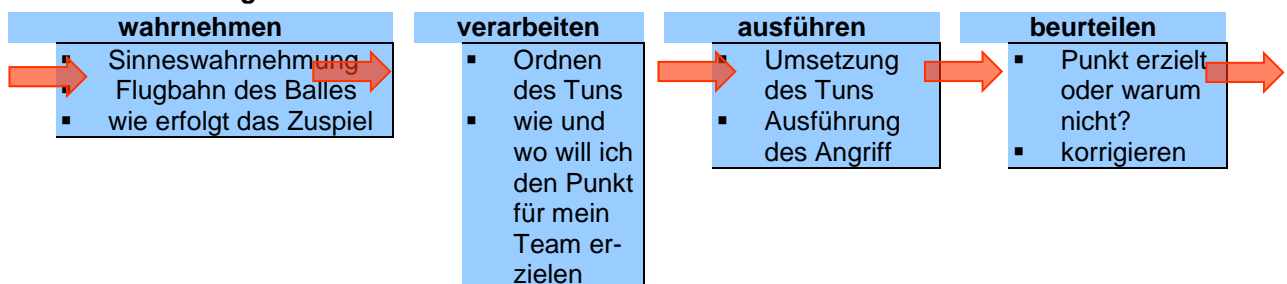 wahrnehmen
▪ Sinneswahrnehmung
▪ Flugbahn des Balles
▪ wie erfolgt das Zuspiel
verarbeiten
▪ Ordnen
des Tuns
▪ wie und
wo will ich
den Punkt
für mein
Team er-
zielen
ausführen
▪ Umsetzung
des Tuns
▪ Ausführung
des Angriff
beurteilen
▪ Punkt erzielt
oder warum
nicht?
▪ korrigieren